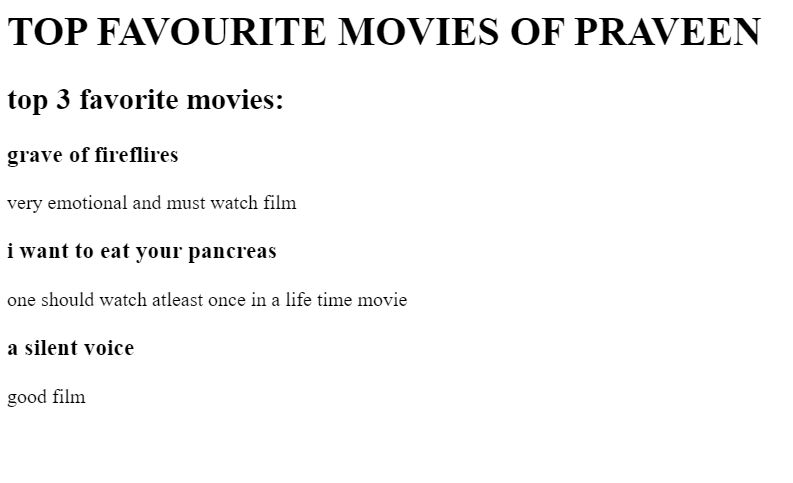 TOP FAVOURITE MOVIES OF PRAVEEN
top 3 favorite movies:
grave of fireflires
very emotional and must watch film
i want to eat your pancreas
one should watch atleast once in a life time movie
a silent voice
good film